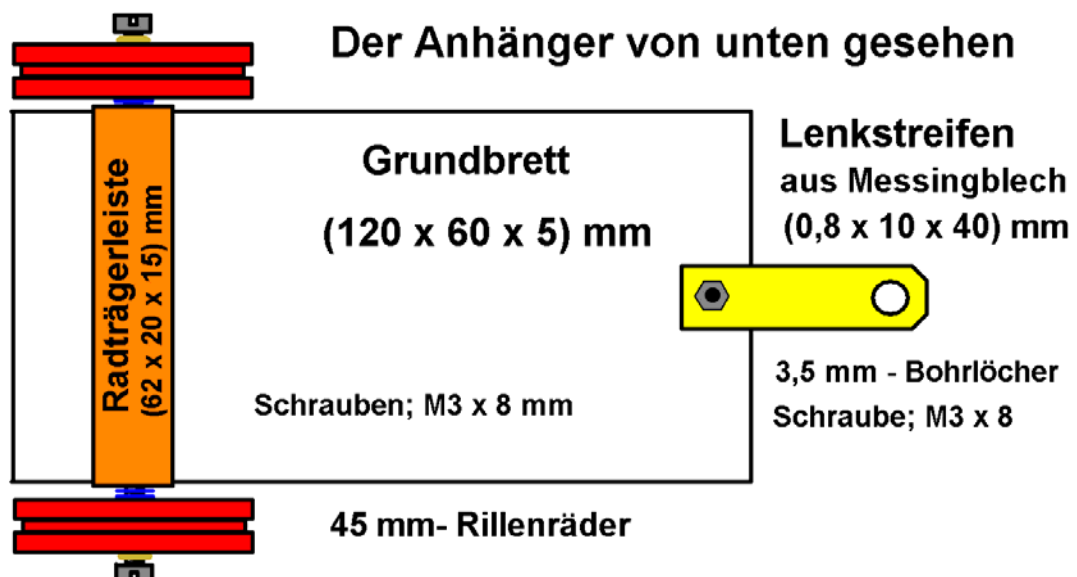 Der Anhänger von unten gesehen
Lenkstreifen
aus Messingblech
(0,8 x 10 x 40) mm
Grundbrett
(120 x 60 x 5) mm
Radträgerleiste
(62 x 20 x 15) mm
3,5 mm - Bohrlöcher
Schraube; M3 x 8
Schrauben; M3 x 8 mm
45 mm- Rillenräder